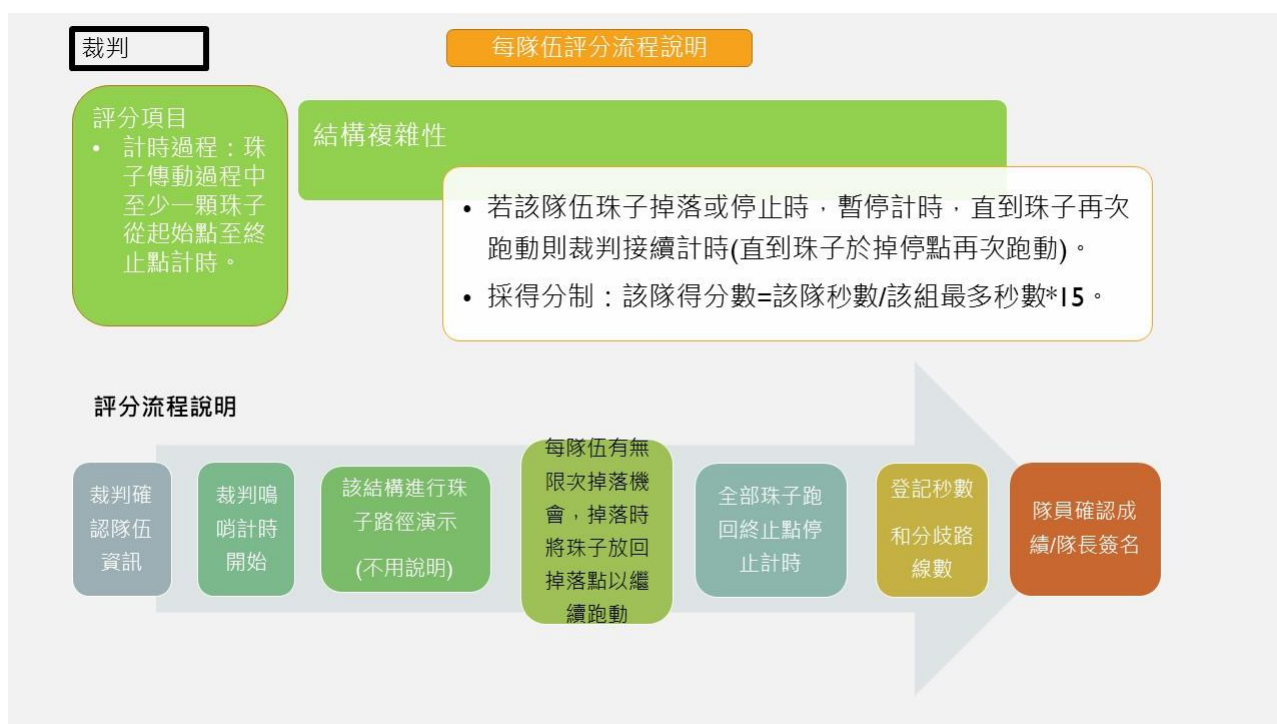 裁判
每隊伍評分流程說明
評分項目
• 計時過程：珠
子傳動過程中
至少一顆珠子
從起始點至終
止點計時。
結構複雜性
• 若該隊伍珠子掉落或停止時，暫停計時，直到珠子再次
跑動則裁判接續計時(直到珠子於掉停點再次跑動)。
• 採得分制：該隊得分數=該隊秒數/該組最多秒數*15。
評分流程說明
裁判確
認隊伍
資訊
裁判鳴
哨計時
開始
該結構進行珠
子路徑演示
(不用說明)
每隊伍有無
限次掉落機
會，掉落時
將珠子放回
掉落點以繼
續跑動
全部珠子跑
回終止點停
止計時
登記秒數
和分歧路
線數
隊員確認成
績/隊長簽名